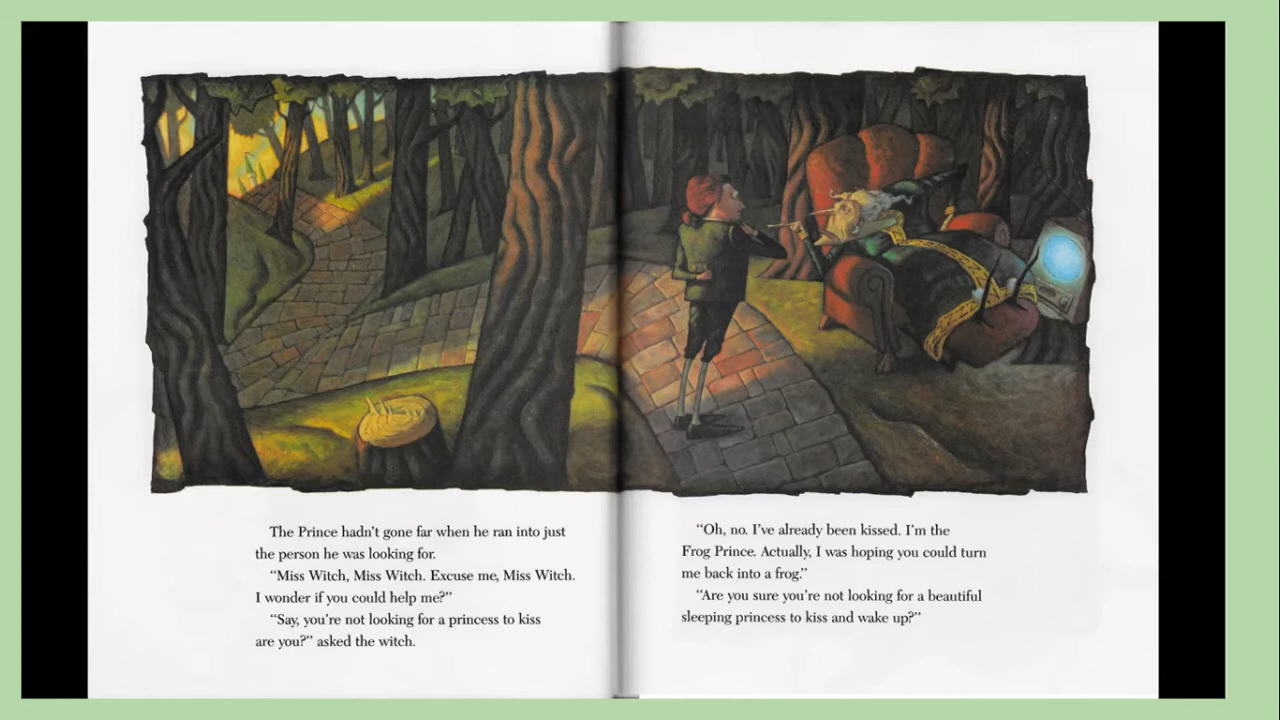 The Prince hadn’t gone far when he ran into just
the person he was looking for.
“Miss Witch, Miss Witch. Excuse me, Miss Witch.
I wonder if you could help me?”
“Say, you’re not looking for a princess to kiss
are you?” asked the witch.
“Oh, no. I’ve already been kissed. I’m the
Frog Prince. Actually, I was hoping you could turn
me back into a frog.”
“Are you sure you’re not looking for a beautiful
sleeping princess to kiss and wake up?”